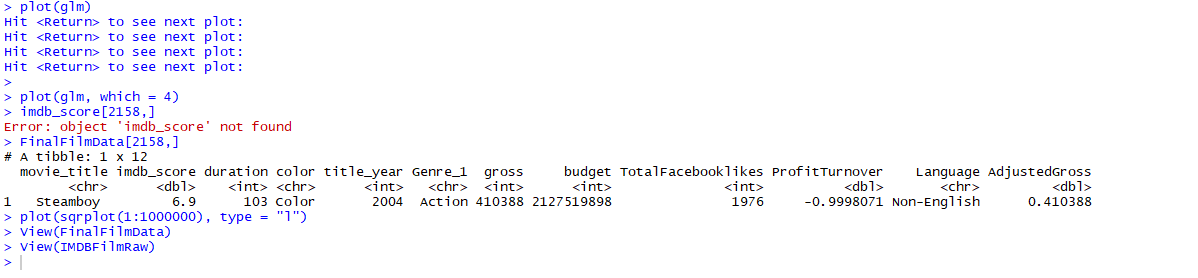 > plot(glm)
Hit <Return> to see next plot:
Hit <Return> to see next plot:
Hit <Return> to see next plot:
Hit <Return> to see next plot:
>
> plot(glm, which = 4)
> imdb_score[2158,]
Error: object 'imdb_score' not found
> FinalFilmData[2158,]
# A tibble: 1 x 12
  movie_title imdb_score duration color title_year Genre_1  gross     budget TotalFacebooklikes ProfitTurnover    Language AdjustedGross
        <chr>      <dbl>    <int> <chr>      <int>   <chr>  <int>      <int>              <int>          <dbl>       <chr>         <dbl>
1    Steamboy        6.9      103 Color       2004  Action 410388 2127519898               1976     -0.9998071 Non-English      0.410388
> plot(sqrplot(1:1000000), type = "l")
> View(FinalFilmData)
> View(IMDBFilmRaw)
>